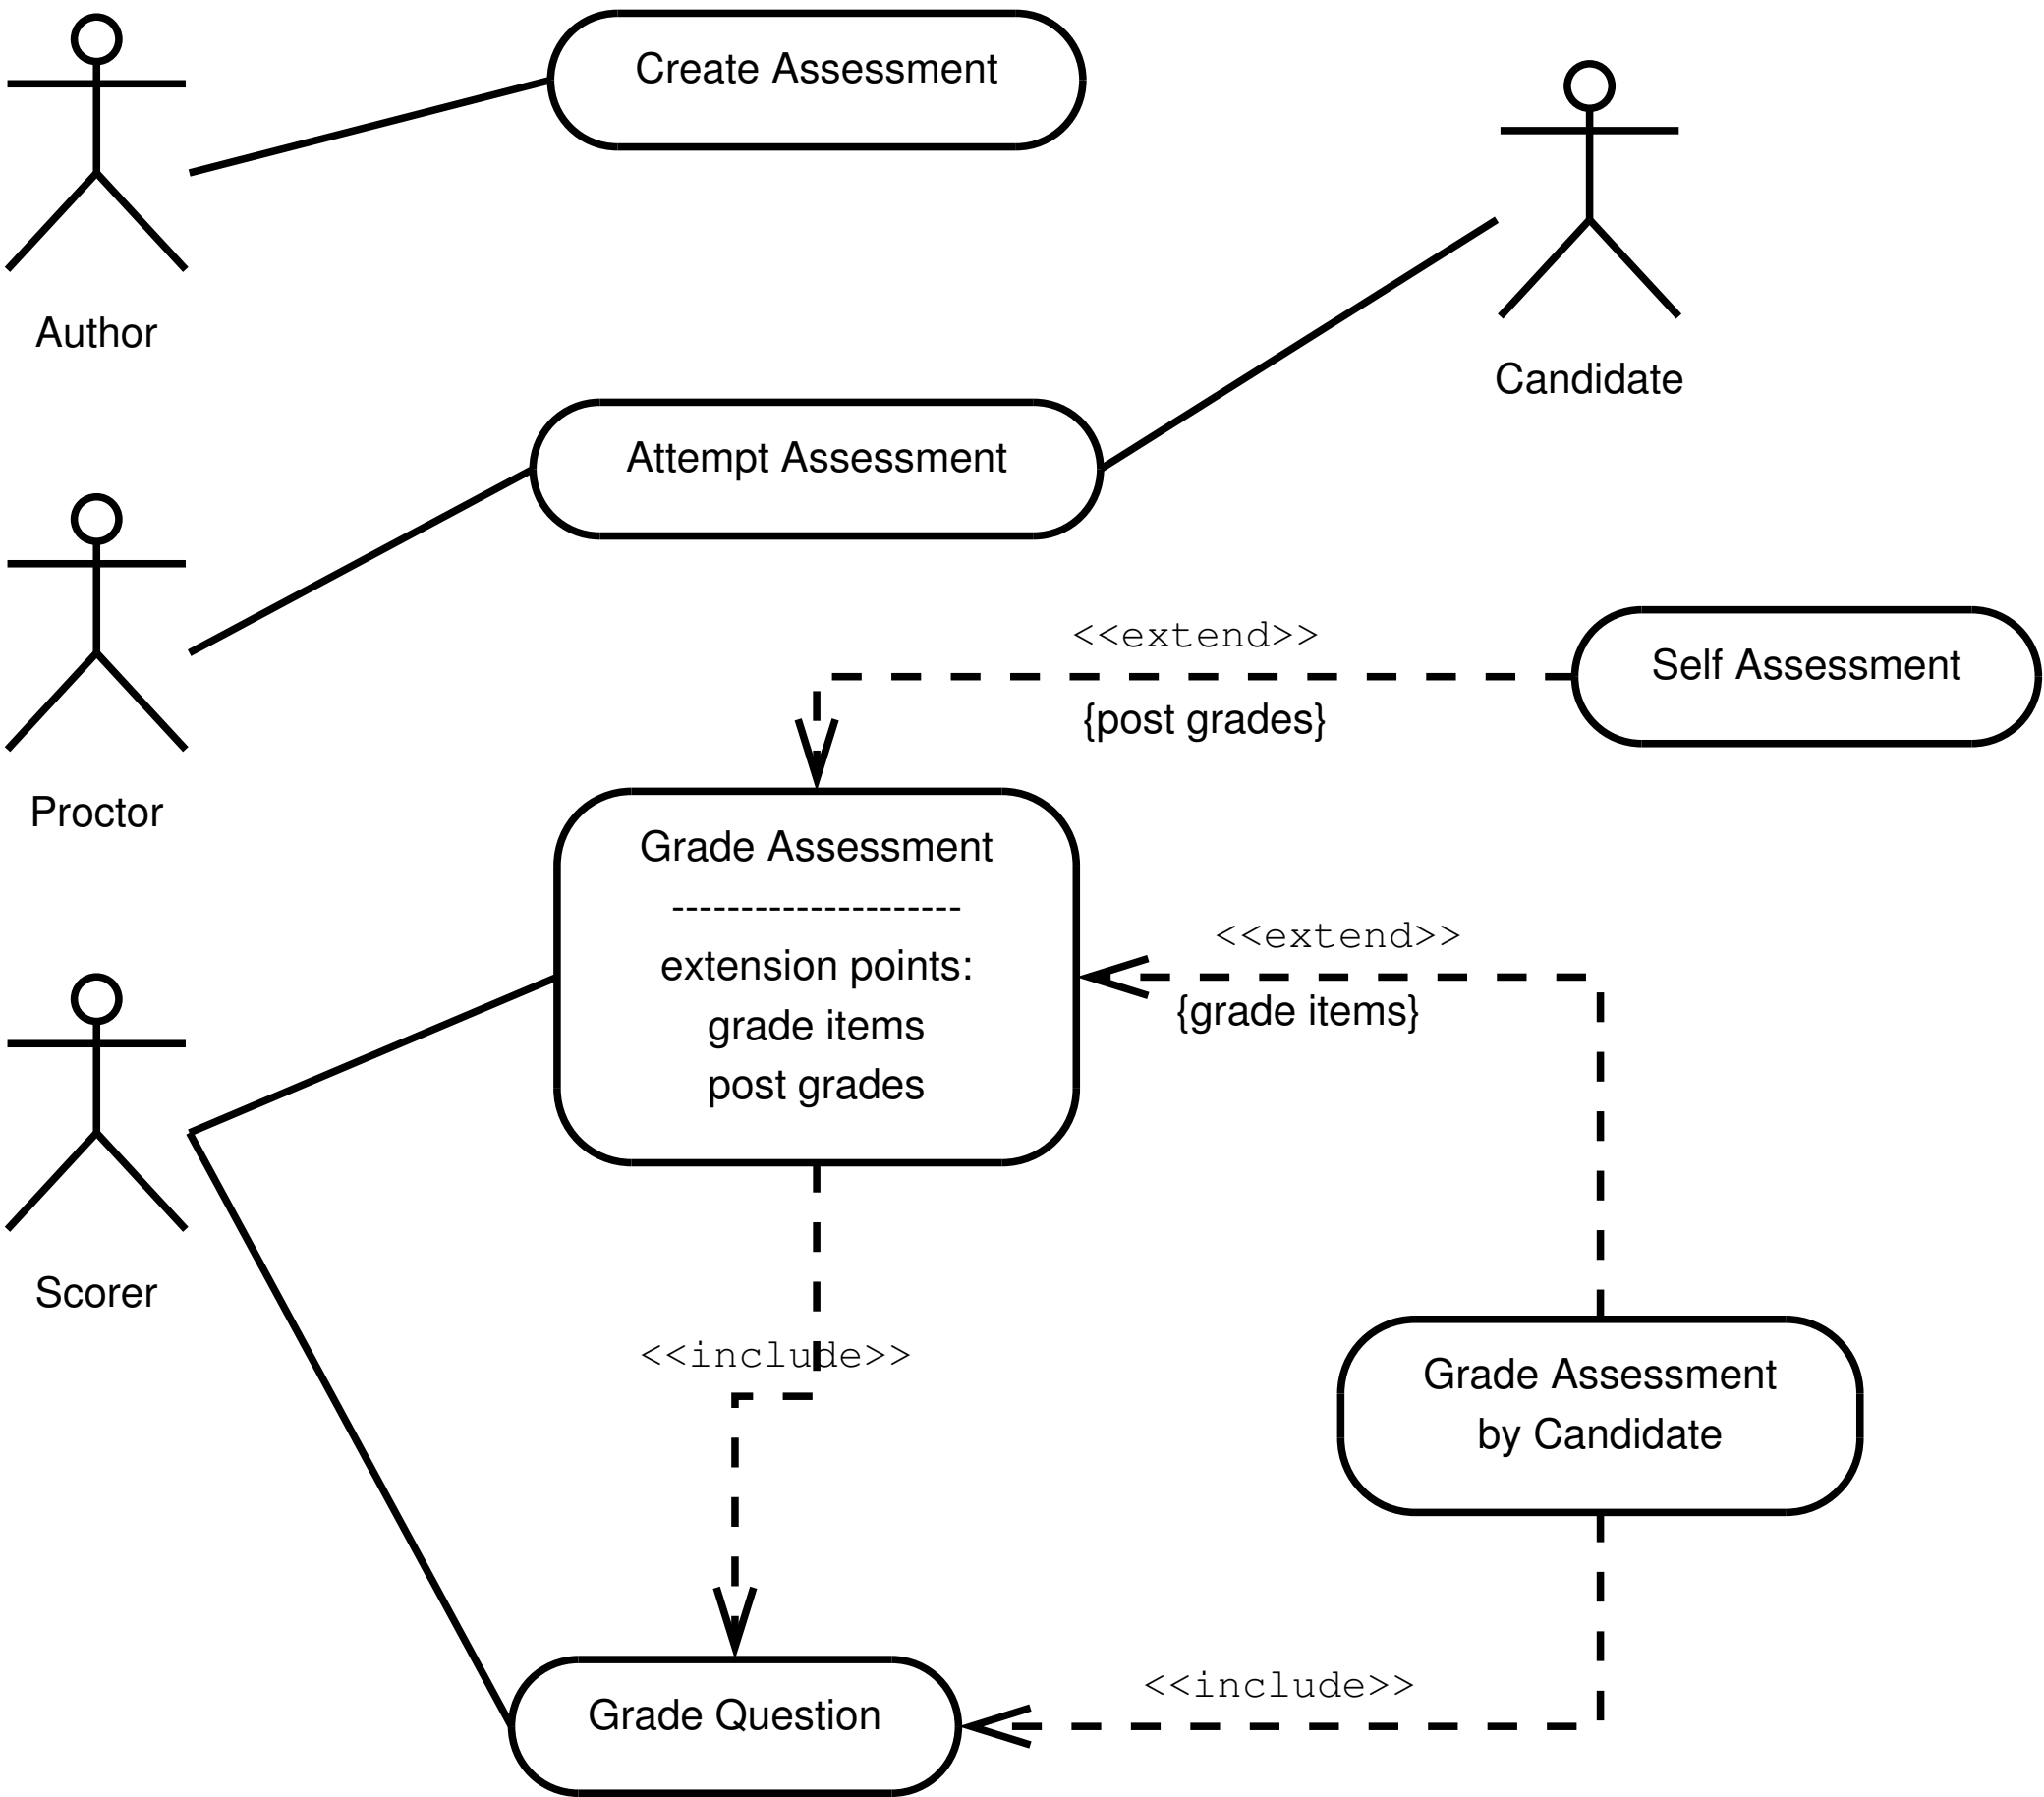 Create Assessment
Author
Candidate
Attempt Assessment
Proctor
<<extend>>
{post grades}
Self Assessment
Grade Assessment
----------------------
extension points:
grade items
post grades
<<extend>>
{grade items}
Scorer
<<include>>
Grade Assessment
by Candidate
<<include>>
Grade Question